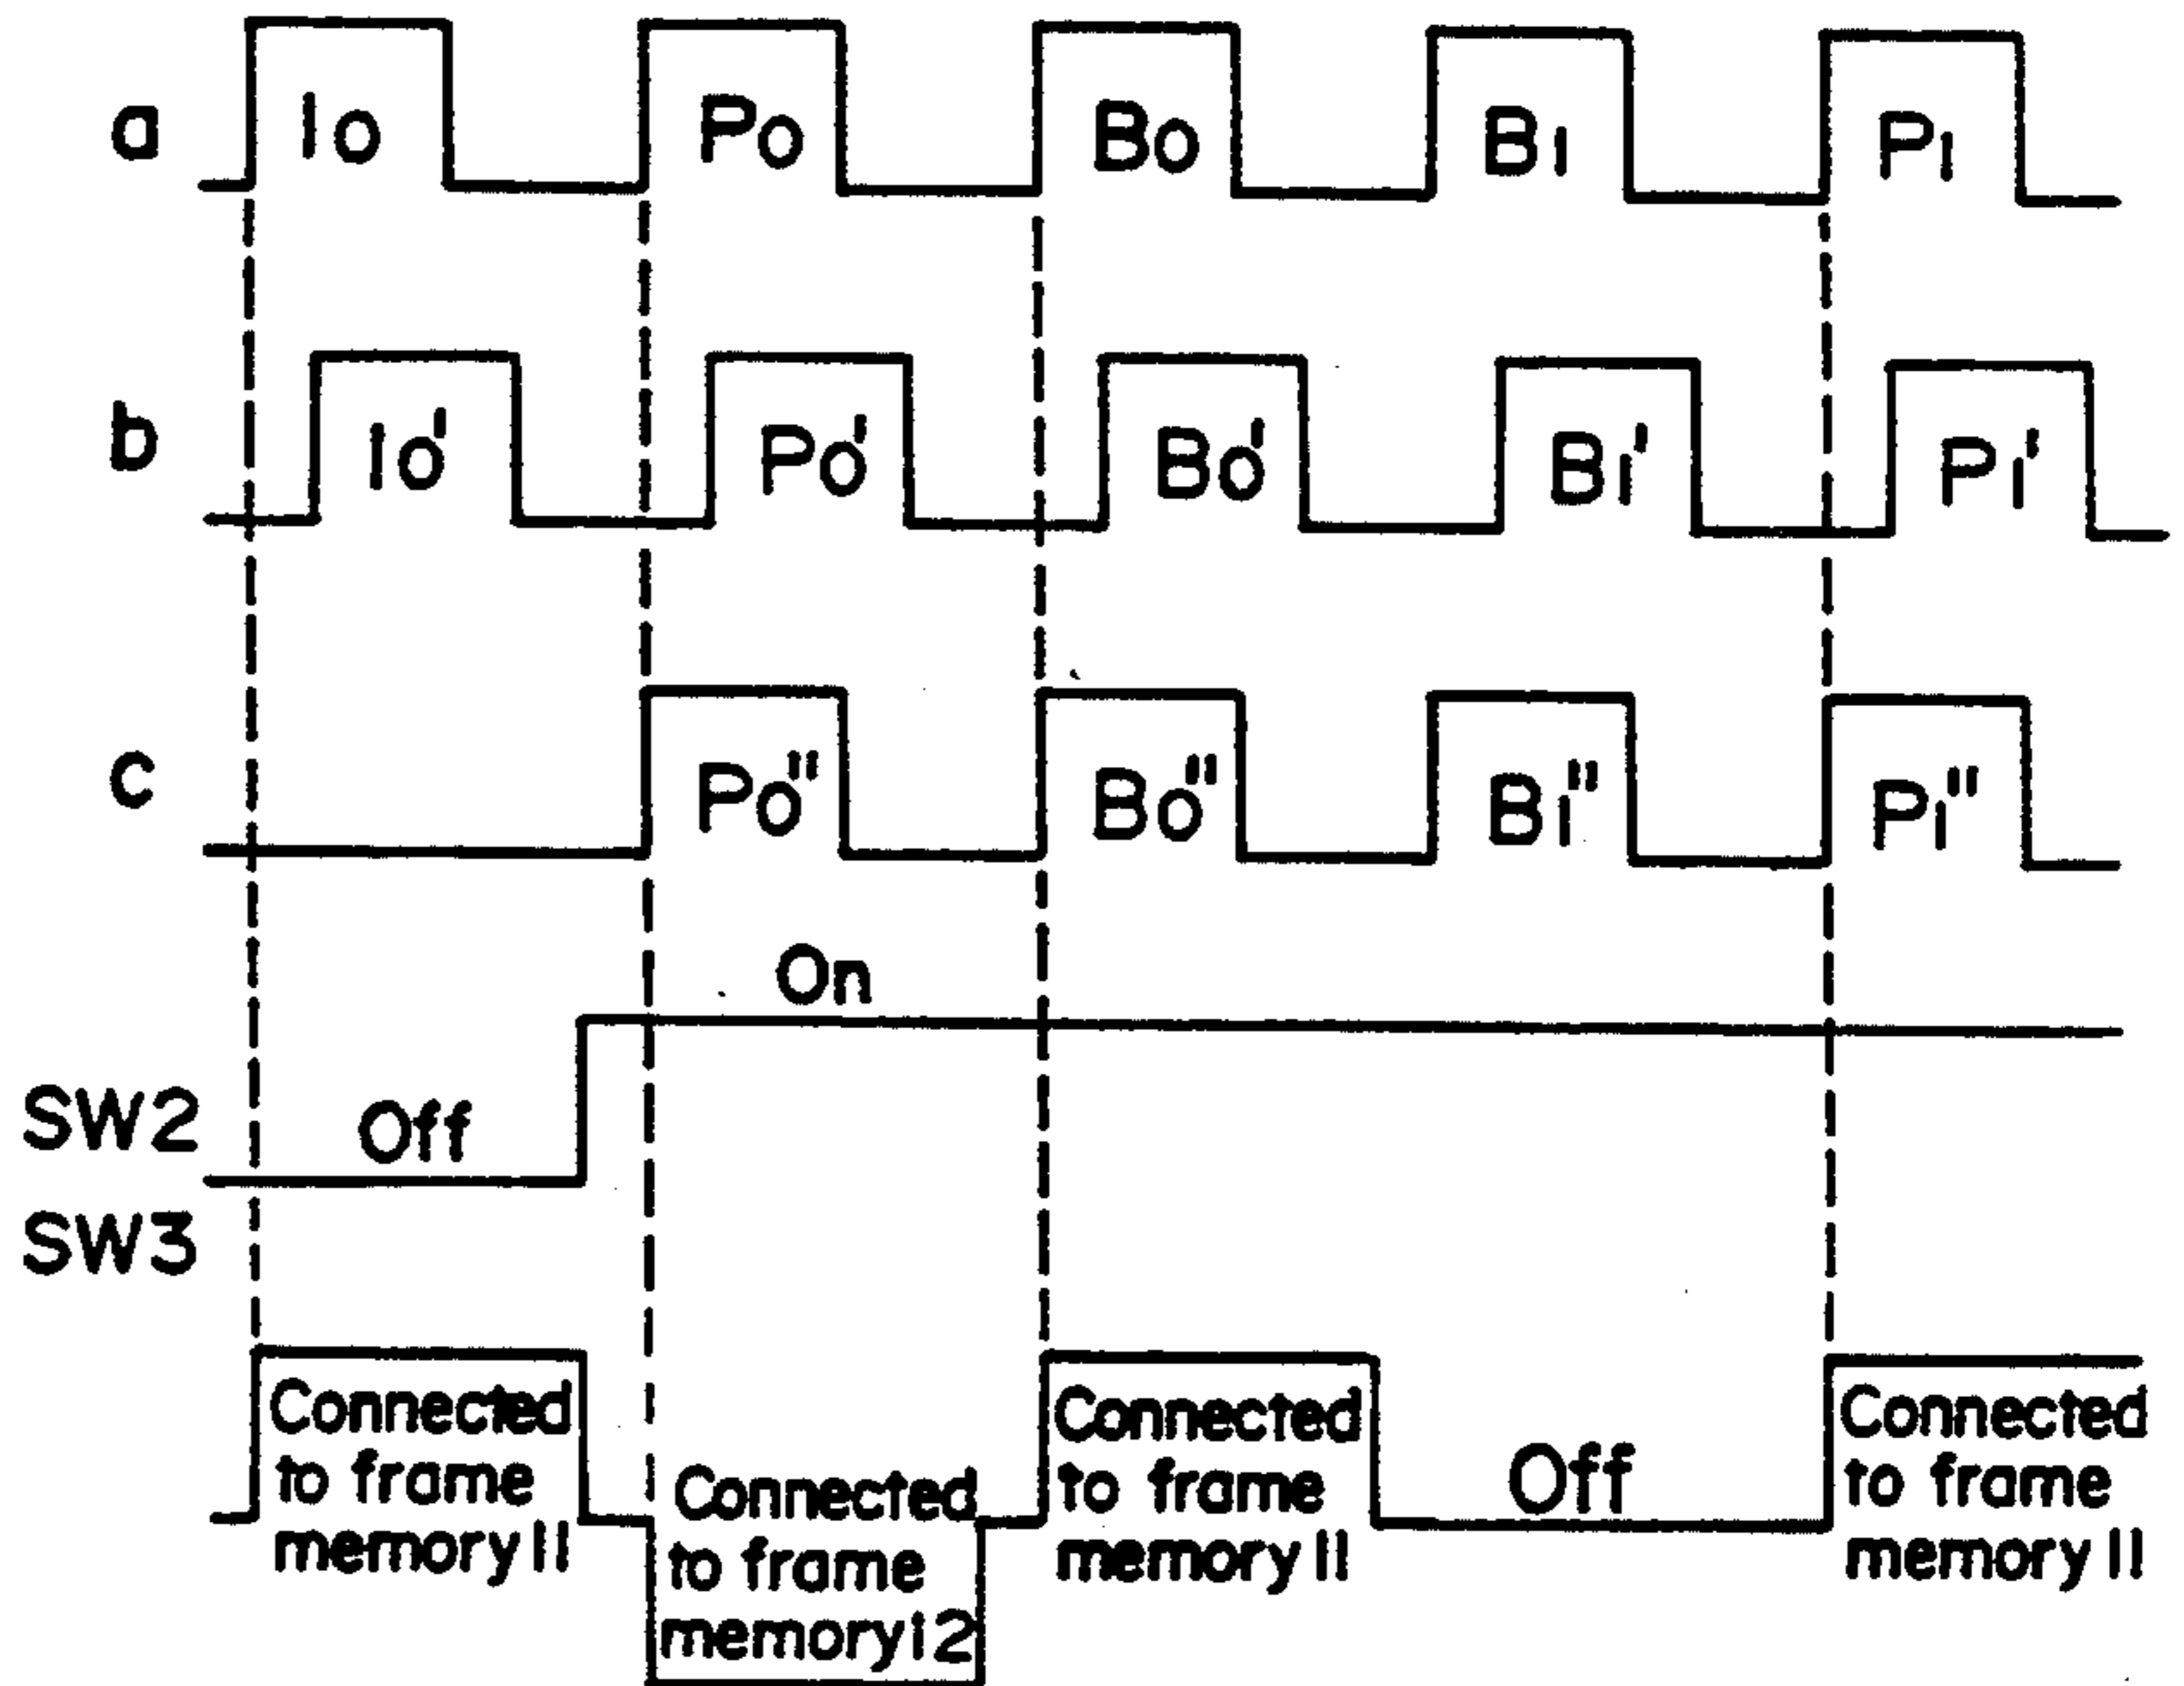 a Io Po Bo B1 P1
b Io' Po' Bo' B1' P1'
c Po" Bo" B1" P1"
On
SW2 Off
SW3
Connected
to frame
memory 11
Connected
to frame
memory 12
Connected
to frame
memory 11
Off
Connected
to frame
memory 11